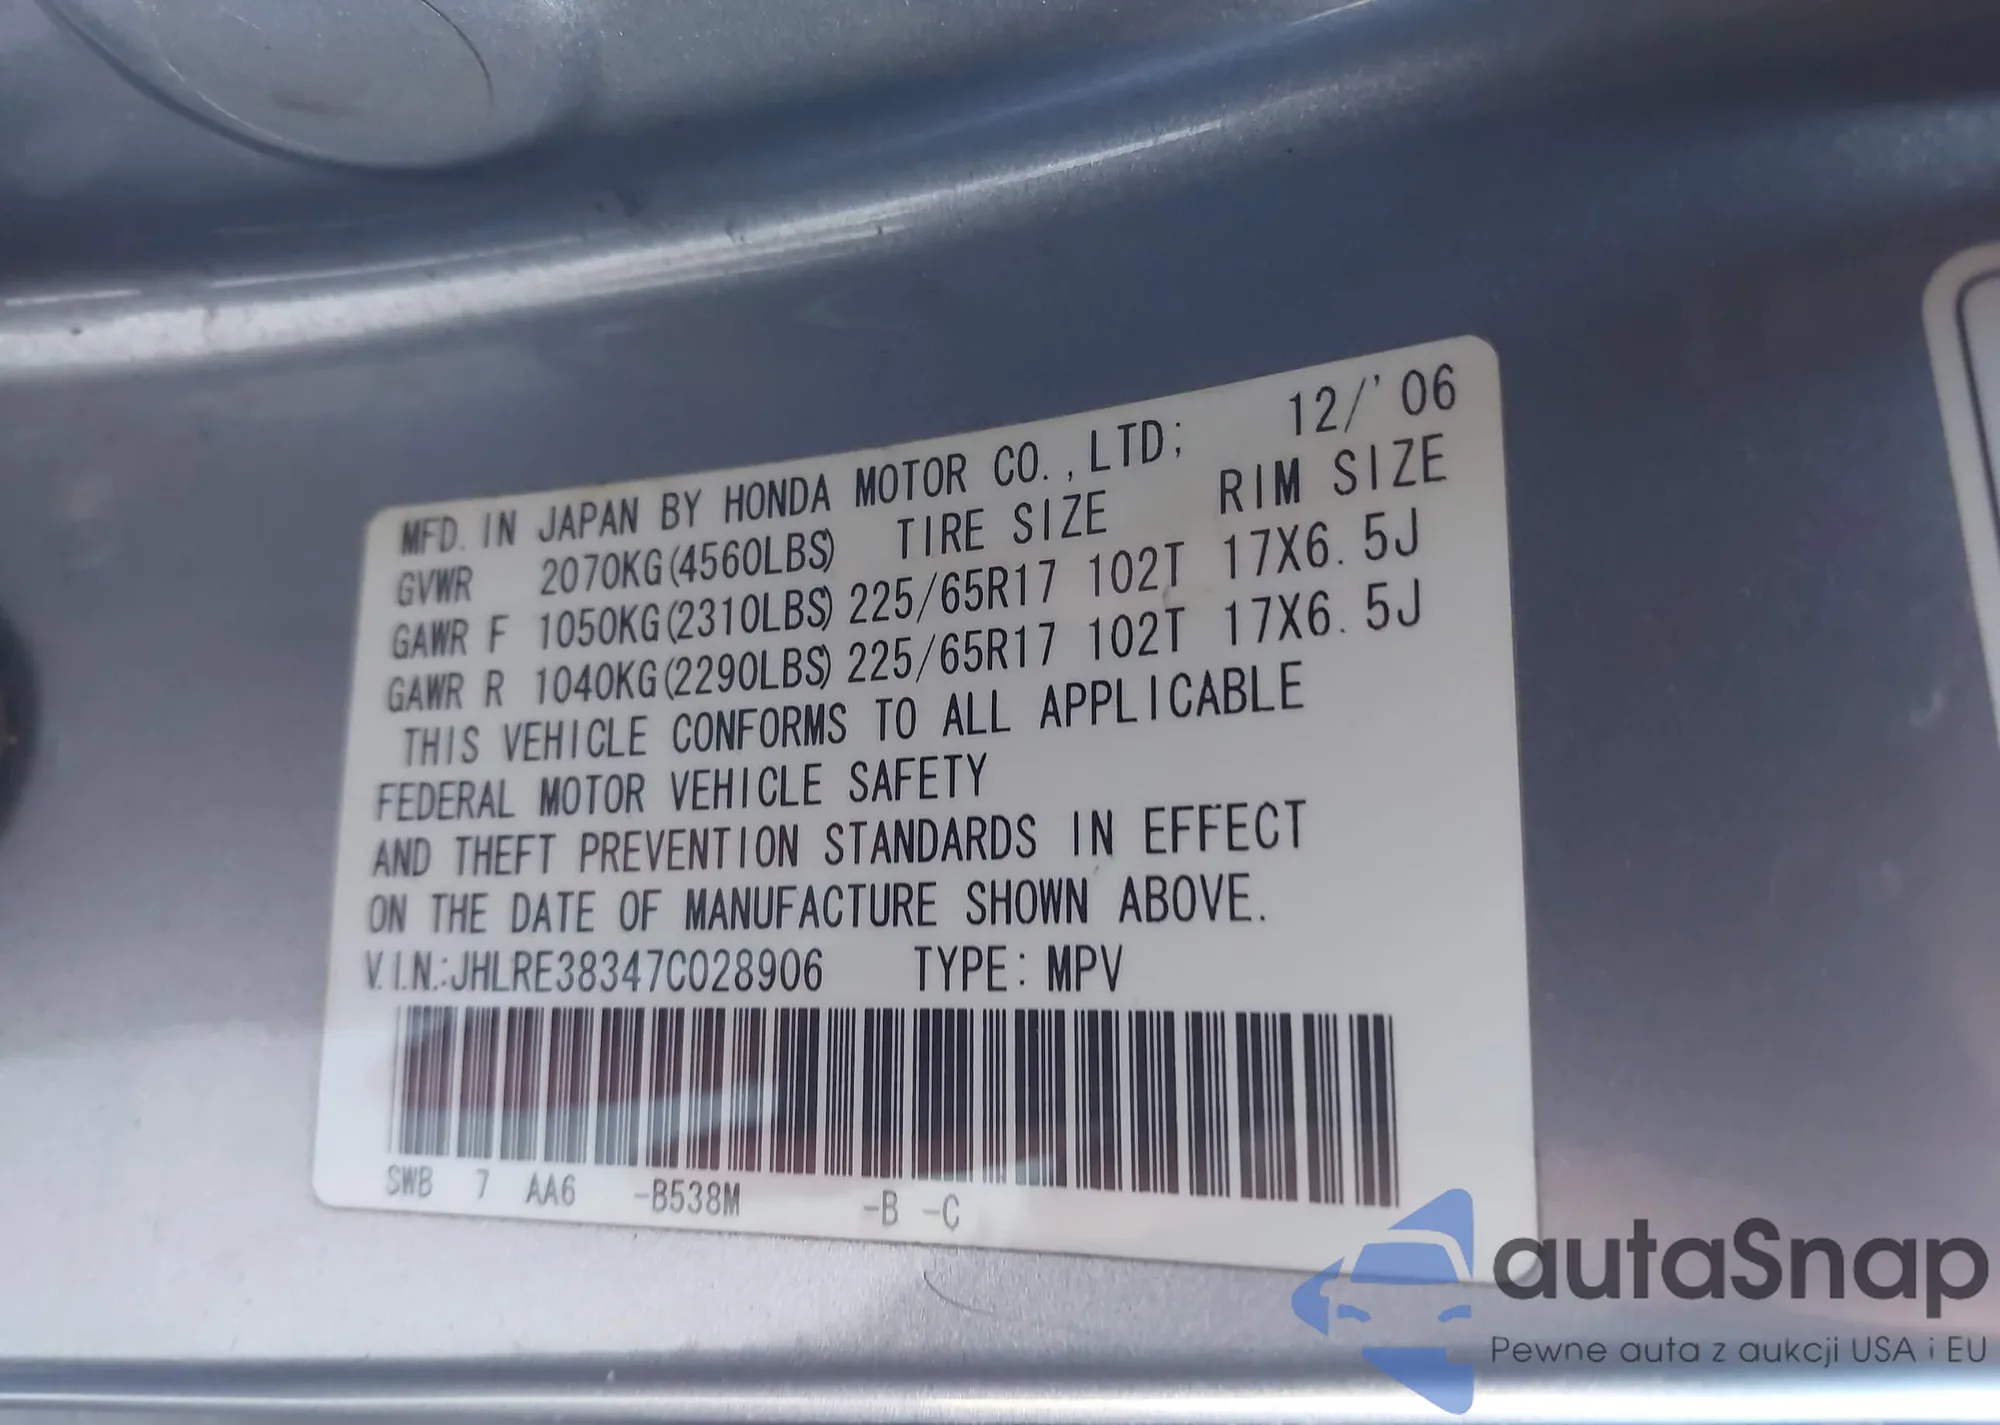 MFD. IN JAPAN BY HONDA MOTOR CO.,LTD; 12/'06
GVWR 2070KG(4560LBS) TIRE SIZE RIM SIZE
GAWR F 1050KG(2310LBS) 225/65R17 102T 17X6.5J
GAWR R 1040KG(2290LBS) 225/65R17 102T 17X6.5J
THIS VEHICLE CONFORMS TO ALL APPLICABLE
FEDERAL MOTOR VEHICLE SAFETY
AND THEFT PREVENTION STANDARDS IN EFFECT
ON THE DATE OF MANUFACTURE SHOWN ABOVE.
V.I.N.:JHLRE38347C028906 TYPE: MPV
SWB 7 AA6 -B538M -B -C
autaSnap
Pewne auta z aukcji USA i EU